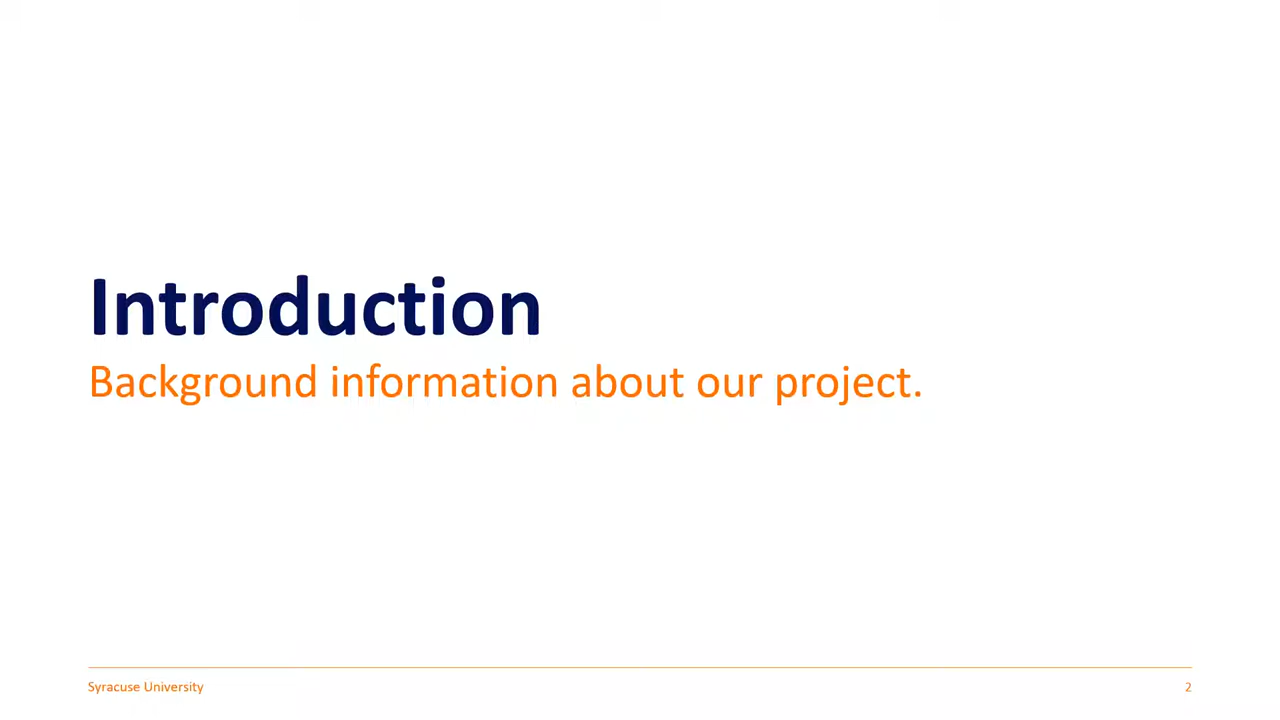 Introduction
Background information about our project.
Syracuse University
2